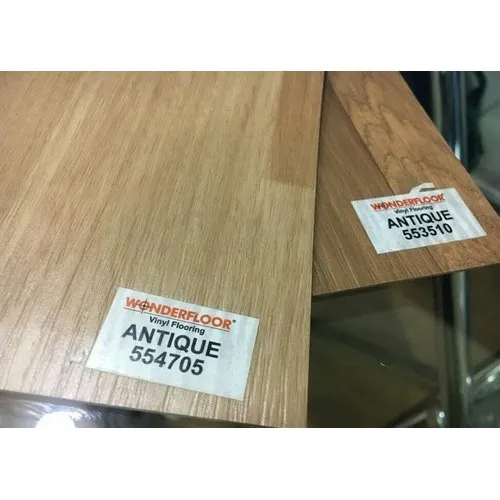 WONDERFLOOR®
Vinyl Flooring
ANTIQUE
554705
WONDERFLOOR
Vinyl Flooring
ANTIQUE
553510